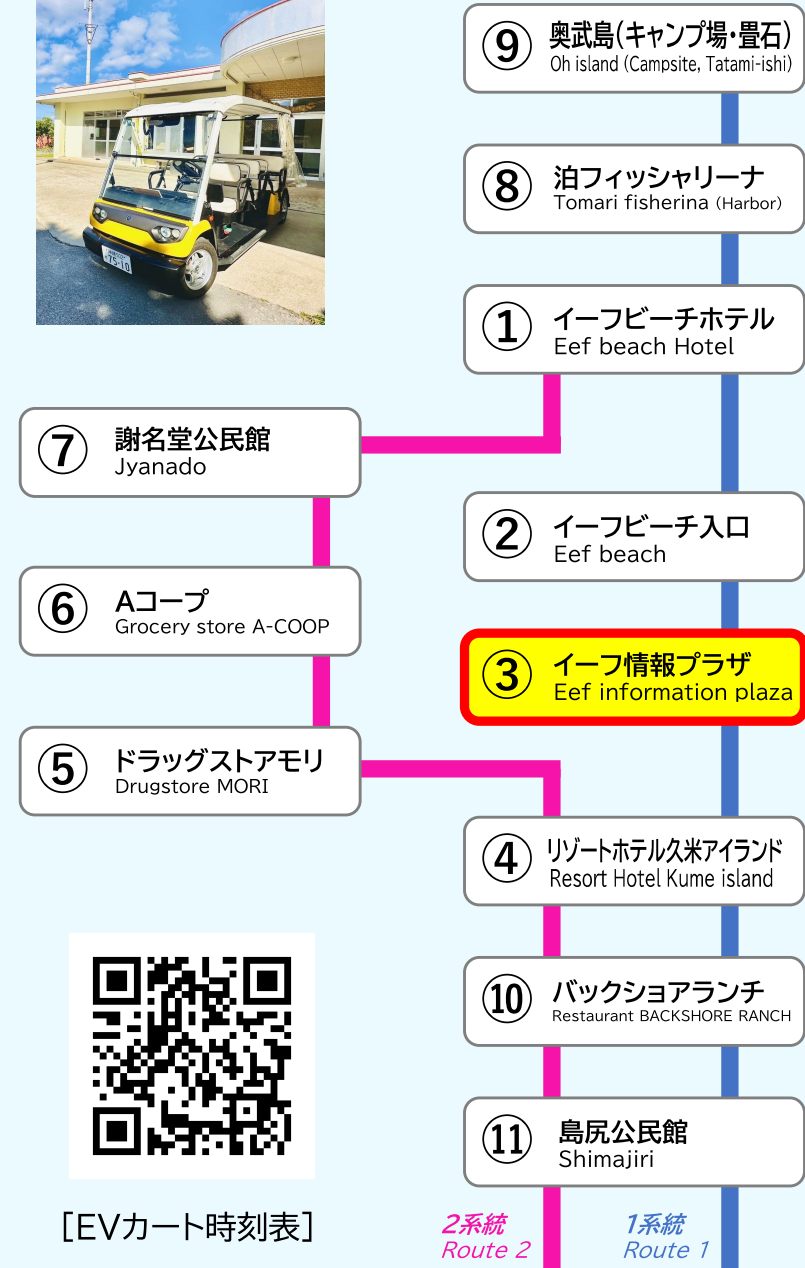 ⑨ 奥武島(キャンプ場・畳石)
Oh island (Campsite, Tatami-ishi)
⑧ 泊フィッシャリーナ
Tomari fisherina (Harbor)
① イーフビーチホテル
Eef beach Hotel
⑦ 謝名堂公民館
Jyanado
② イーフビーチ入口
Eef beach
⑥ Aコープ
Grocery store A-COOP
③ イーフ情報プラザ
Eef information plaza
⑤ ドラッグストアモリ
Drugstore MORI
④ リゾートホテル久米アイランド
Resort Hotel Kume island
⑩ バックショアランチ
Restaurant BACKSHORE RANCH
⑪ 島尻公民館
Shimajiri
[EVカート時刻表]
2系統
Route 2
1系統
Route 1
75-10